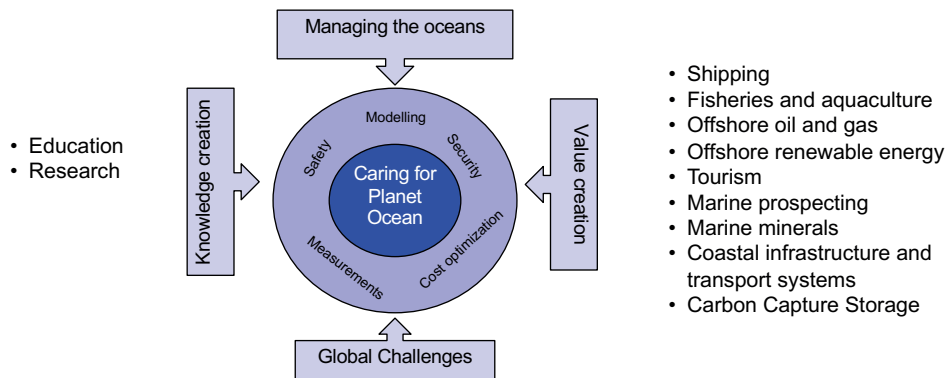 Managing the oceans
• Education
• Research
Knowledge creation
Modelling
Safety
Security
Caring for
Planet
Ocean
Measurements
Cost optimization
Value creation
• Shipping
• Fisheries and aquaculture
• Offshore oil and gas
• Offshore renewable energy
• Tourism
• Marine prospecting
• Marine minerals
• Coastal infrastructure and
transport systems
• Carbon Capture Storage
Global Challenges